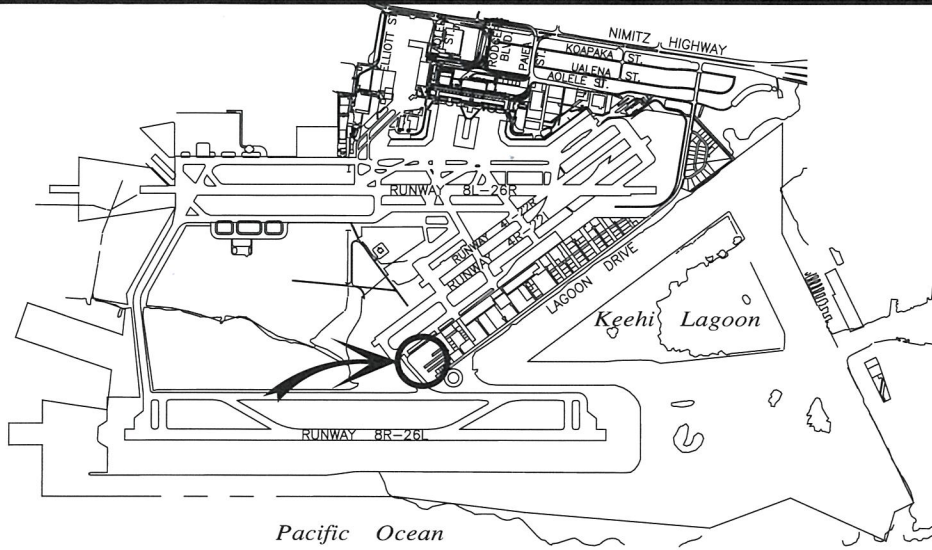 NIMITZ HIGHWAY
ELLIOTT ST.
ST.
BLVD
PAIEA ST.
KOAPAKA ST.
UALENA ST.
AOLELE ST.
RUNWAY 8L-26R
RUNWAY 4L-22R
RUNWAY 4R-22L
LAGOON DRIVE
Keehi Lagoon
RUNWAY 8R-26L
Pacific Ocean